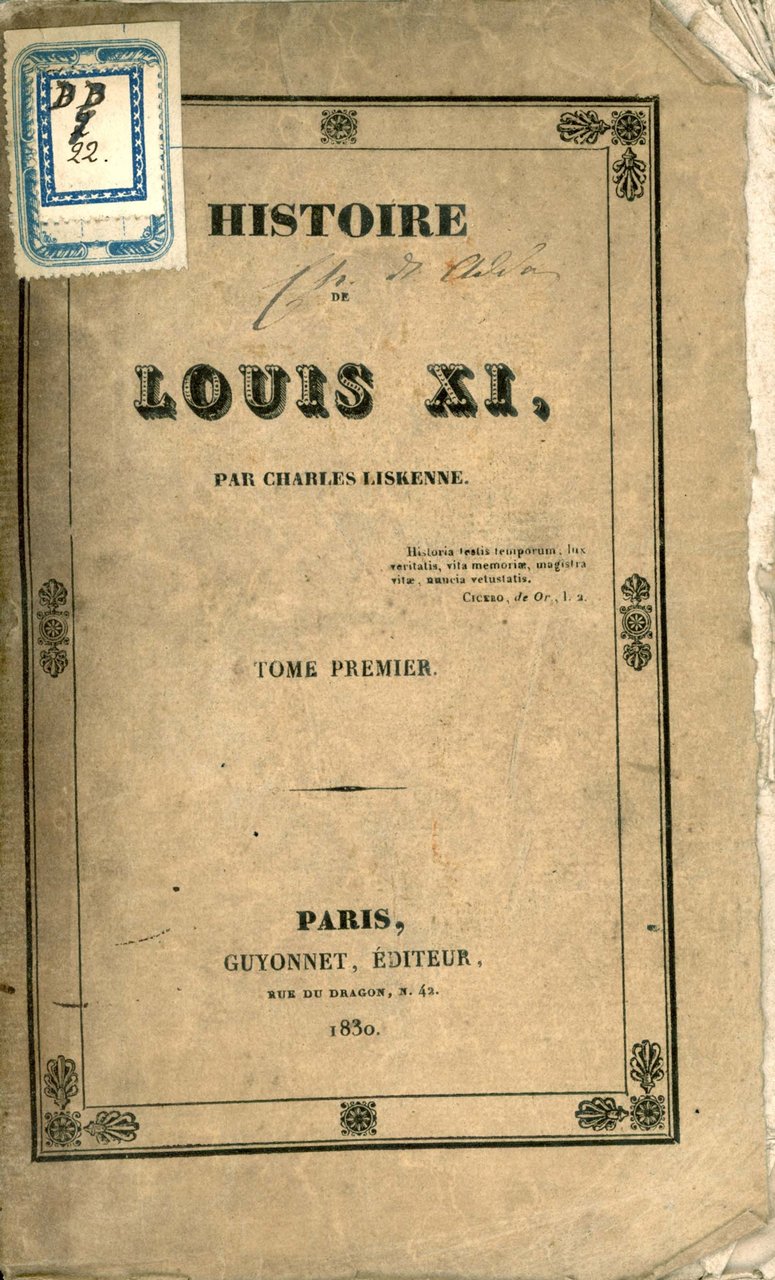 DB
2
22.
HISTOIRE
DE
LOUIS XI,
PAR CHARLES LISKENNE.
Historia testis temporum, lux
veritatis, vita memoriæ, magistra
vitæ, nuncia vetustatis.
CICERO, de Or., l. 2.
TOME PREMIER.
PARIS,
GUYONNET, ÉDITEUR,
RUE DU DRAGON, N. 42.
1830.